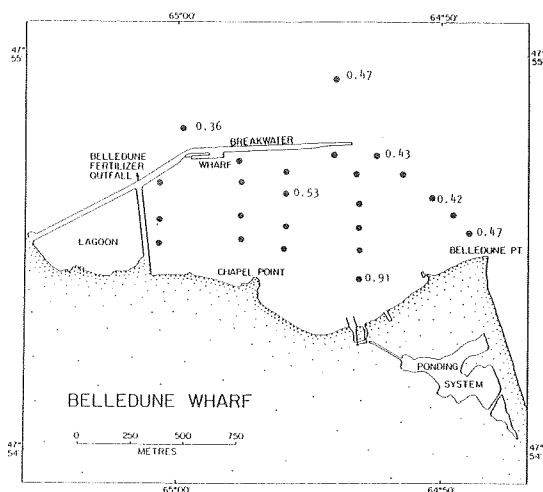 65°00'
64°50'
47°
55'
47°
55'
0.47
0.36
BREAKWATER
WHARF
0.43
BELLEDUNE
FERTILIZER
OUTFALL
0.53
0.42
0.47
LAGOON
BELLEDUNE PT.
CHAPEL POINT
0.91
PONDING
SYSTEM
BELLEDUNE WHARF
0 250 500 750
METRES
47°
54'
47°
54'
65°00'
64°50'